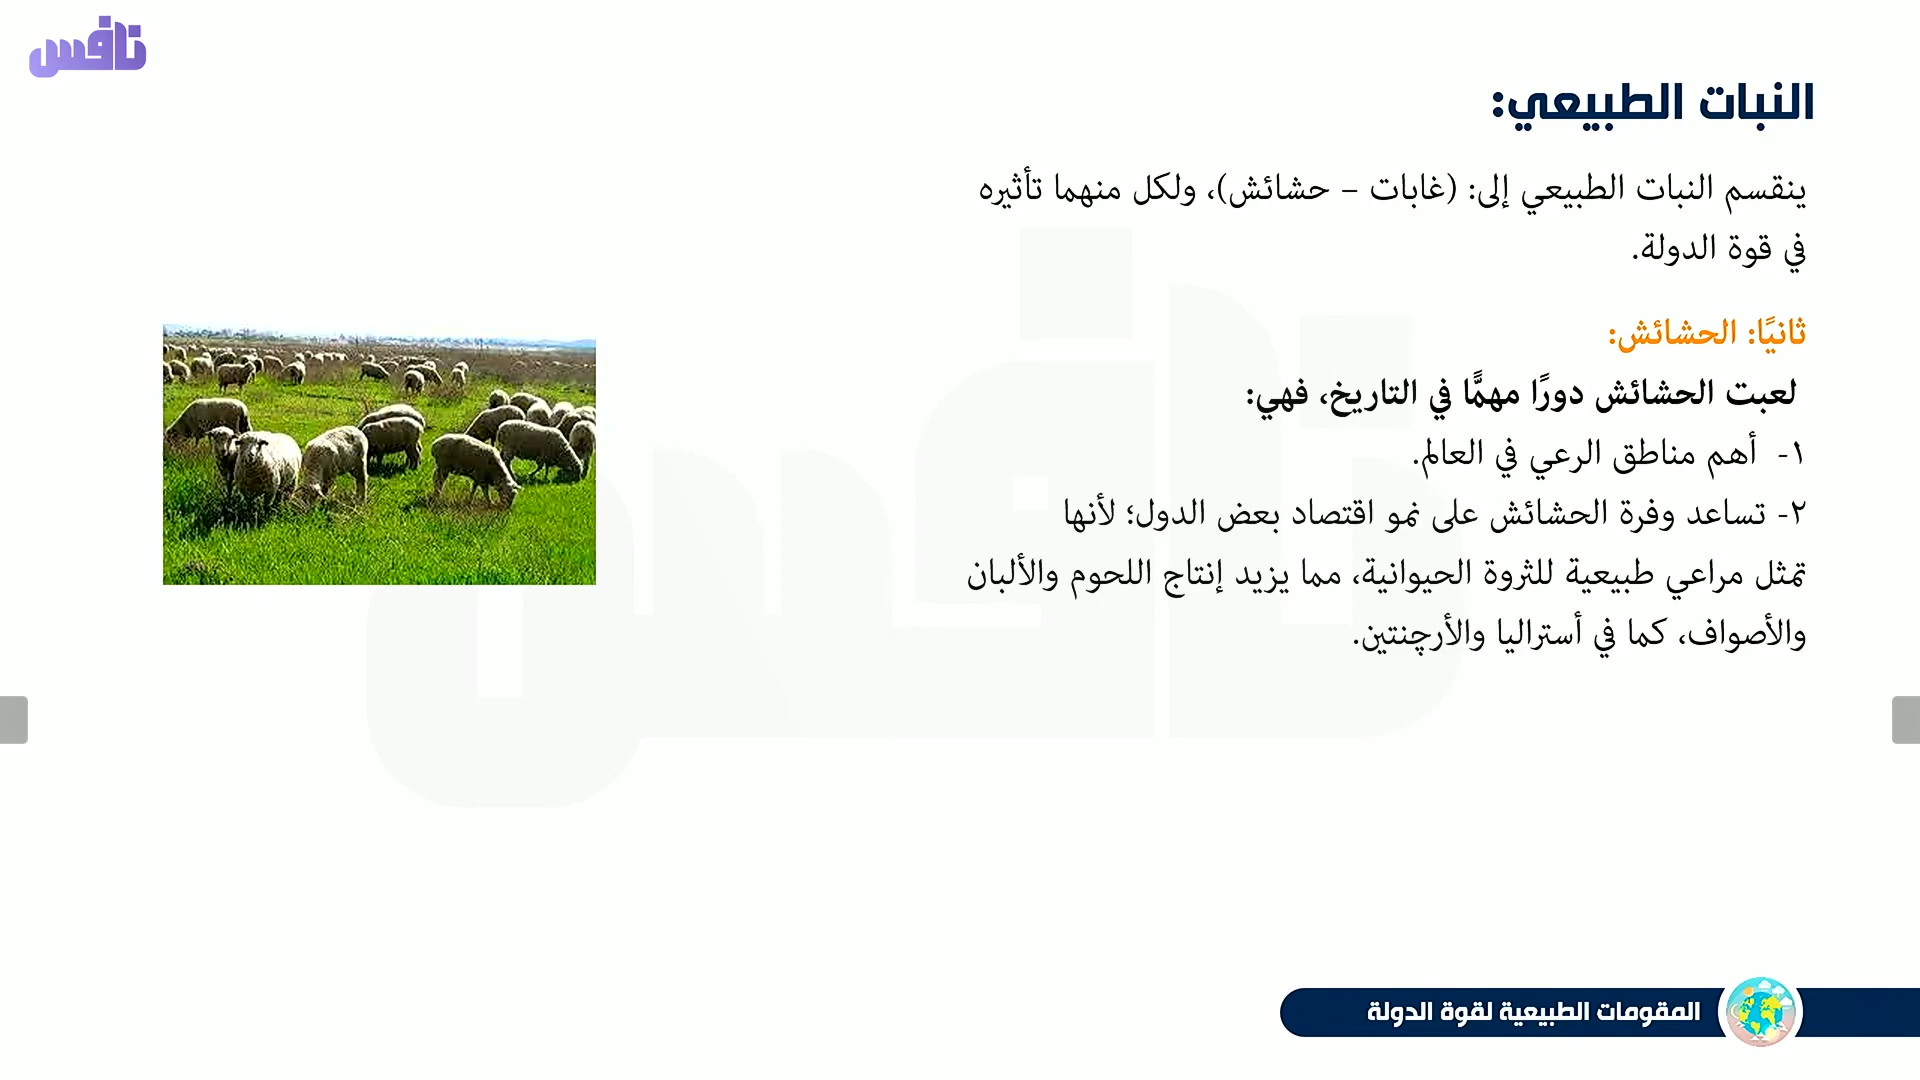 نافس
النبات الطبيعي:
ينقسم النبات الطبيعي إلى: (غابات – حشائش)، ولكل منهما تأثيره
في قوة الدولة.
ثانيًا: الحشائش:
لعبت الحشائش دورًا مهمًّا في التاريخ، فهي:
١- أهم مناطق الرعي في العالم.
٢- تساعد وفرة الحشائش على نمو اقتصاد بعض الدول؛ لأنها
تمثل مراعي طبيعية للثروة الحيوانية، مما يزيد إنتاج اللحوم والألبان
والأصواف، كما في أستراليا والأرچنتين.
المقومات الطبيعية لقوة الدولة